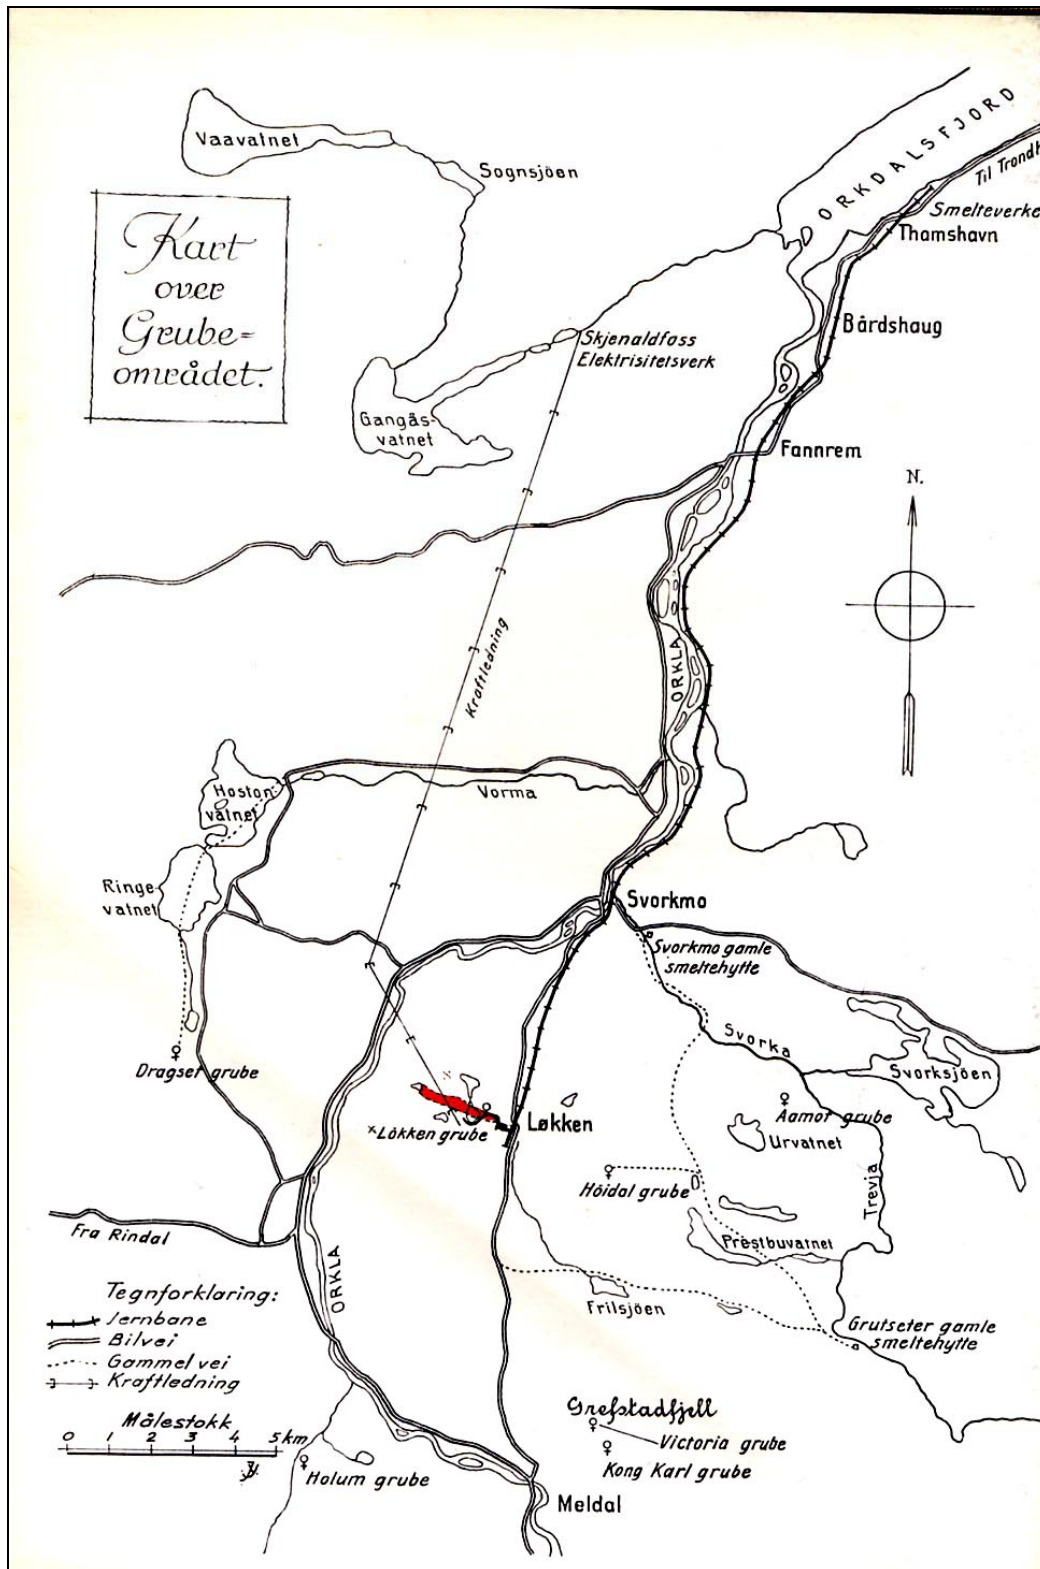 Vaavatnet
Sognsjöen
ORKDALSFJORD
Til Trondh
Smelteverke
Thamshavn
Kart
over
Grube=
området.
Bårdshaug
Skjenaldfoss
Elektrisitetsverk
Gangås-
vatnet
Fannrem
N.
Kraftledning
ORKLA
Hoston
vatnet
Vorma
Ringe-
vatnet
Svorkmo
Svorkmo gamle
smeltehytte
Svorka
Svorksjöen
Dragset grube
Aamot grube
Urvatnet
Løkken
Lökken grube
Höidal grube
Trevja
Prestbuvatnet
Fra Rindal
ORKLA
Frilsjöen
Grutseter gamle
smeltehytte
Tegnforklaring:
Jernbane
Bilvei
Gammel vei
Kraftledning
Målestokk
0 1 2 3 4 5 km
Grefstadfjell
Victoria grube
Kong Karl grube
Holum grube
Meldal